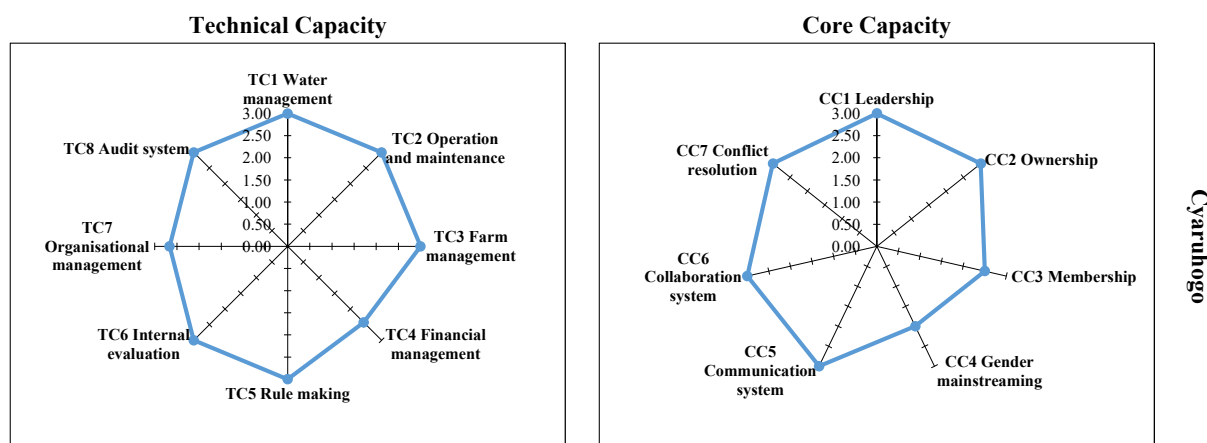 Technical Capacity
TC1 Water
management
3.00
2.50
2.00
1.50
1.00
0.50
0.00
TC2 Operation
and maintenance
TC3 Farm
management
TC4 Financial
management
TC5 Rule making
TC6 Internal
evaluation
TC7
Organisational
management
TC8 Audit system
Core Capacity
CC1 Leadership
3.00
2.50
2.00
1.50
1.00
0.50
0.00
CC2 Ownership
CC3 Membership
CC4 Gender
mainstreaming
CC5
Communication
system
CC6
Collaboration
system
CC7 Conflict
resolution
Cyaruhogo